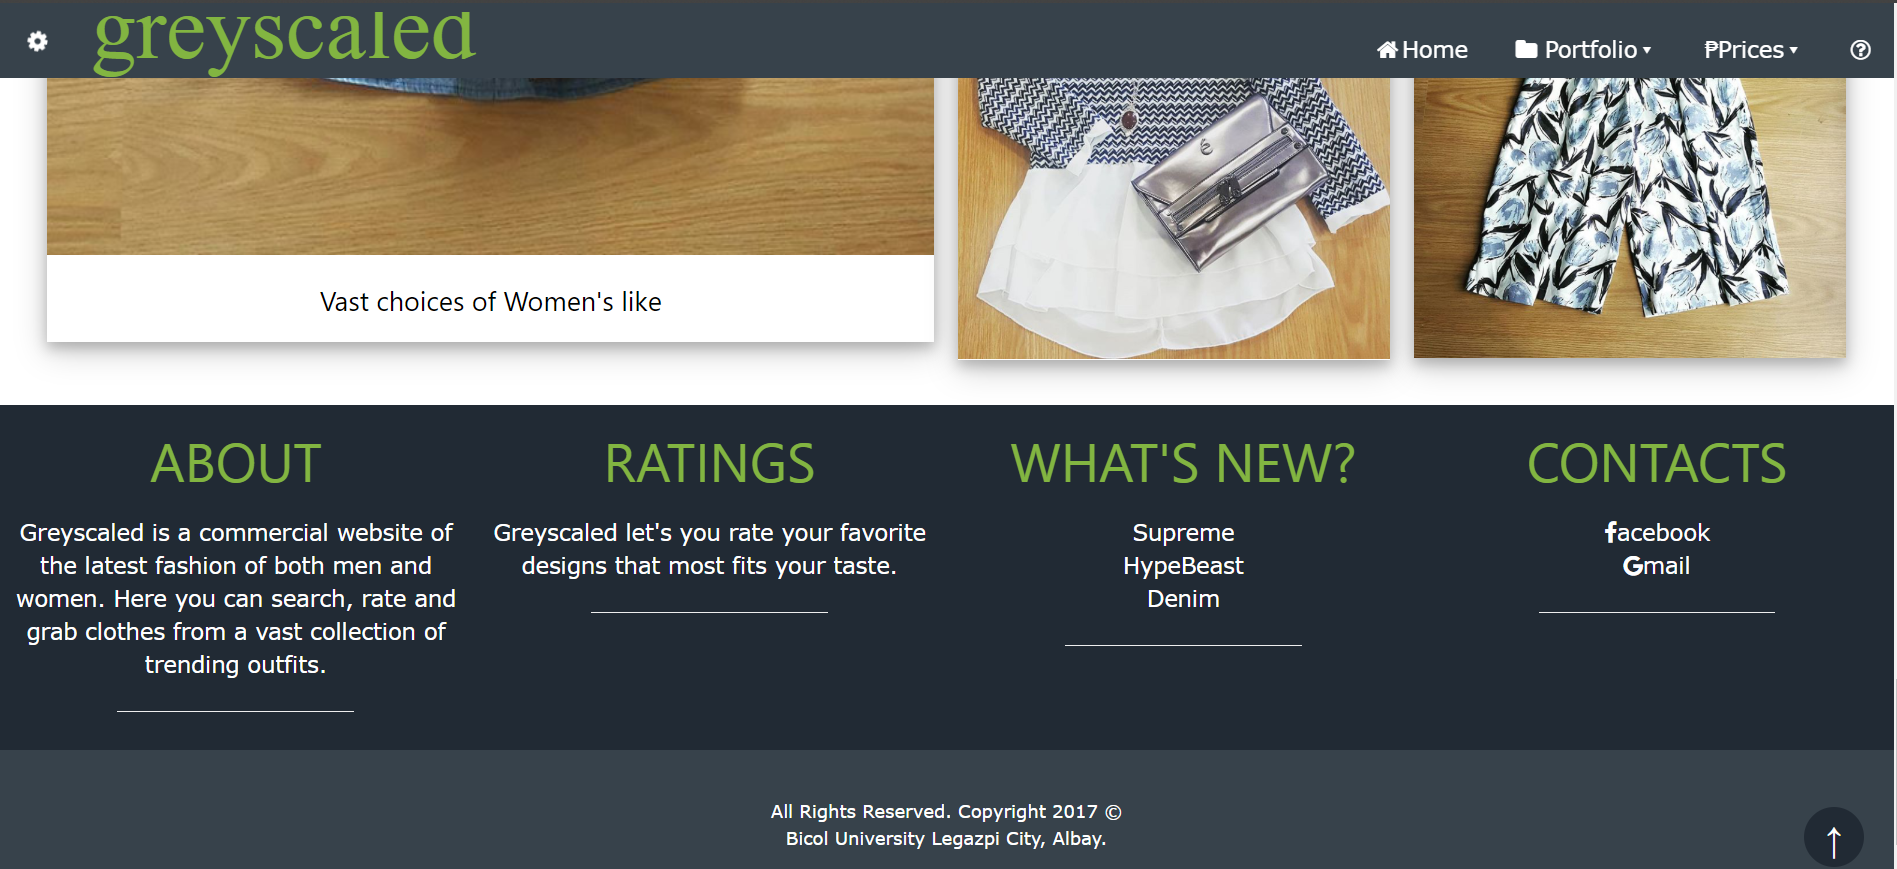 greyscaled
Home Portfolio ₱Prices
Vast choices of Women's like
ABOUT
Greyscaled is a commercial website of
the latest fashion of both men and
women. Here you can search, rate and
grab clothes from a vast collection of
trending outfits.
RATINGS
Greyscaled let's you rate your favorite
designs that most fits your taste.
WHAT'S NEW?
Supreme
HypeBeast
Denim
CONTACTS
facebook
Gmail
All Rights Reserved. Copyright 2017 ©
Bicol University Legazpi City, Albay.